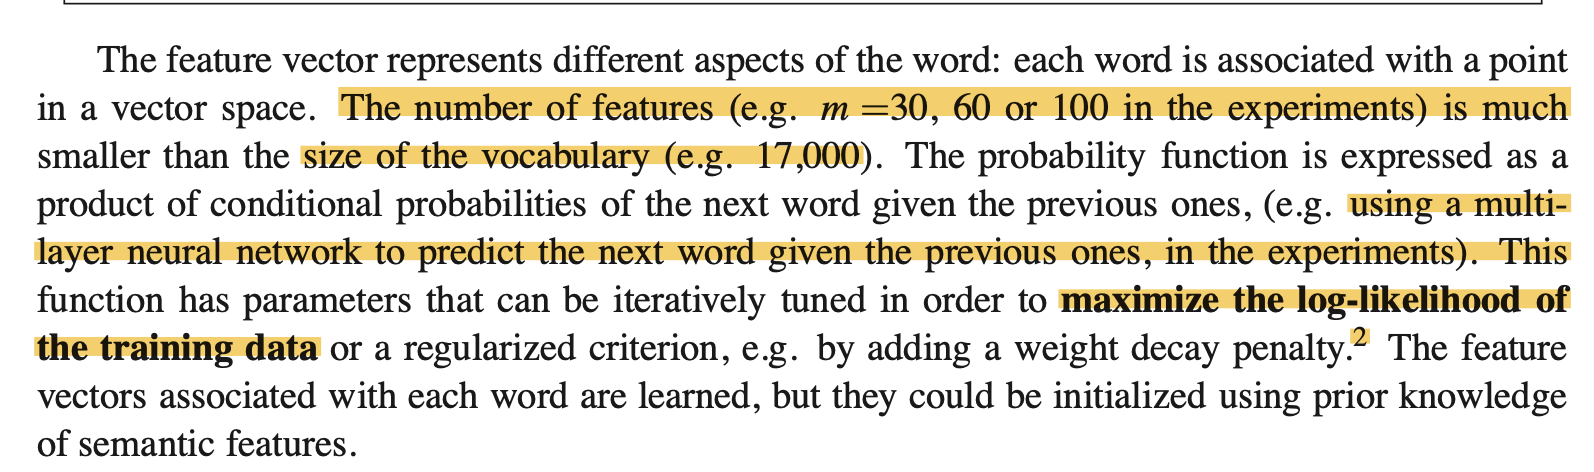 The feature vector represents different aspects of the word: each word is associated with a point
in a vector space. The number of features (e.g. m =30, 60 or 100 in the experiments) is much
smaller than the size of the vocabulary (e.g. 17,000). The probability function is expressed as a
product of conditional probabilities of the next word given the previous ones, (e.g. using a multi-
layer neural network to predict the next word given the previous ones, in the experiments). This
function has parameters that can be iteratively tuned in order to maximize the log-likelihood of
the training data or a regularized criterion, e.g. by adding a weight decay penalty.2 The feature
vectors associated with each word are learned, but they could be initialized using prior knowledge
of semantic features.